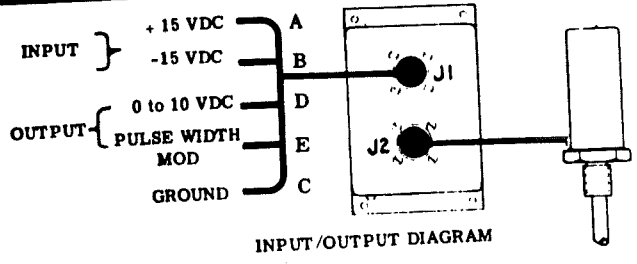 + 15 VDC A
INPUT
-15 VDC B
0 to 10 VDC D
OUTPUT
PULSE WIDTH MOD E
GROUND C
J1
J2
INPUT/OUTPUT DIAGRAM